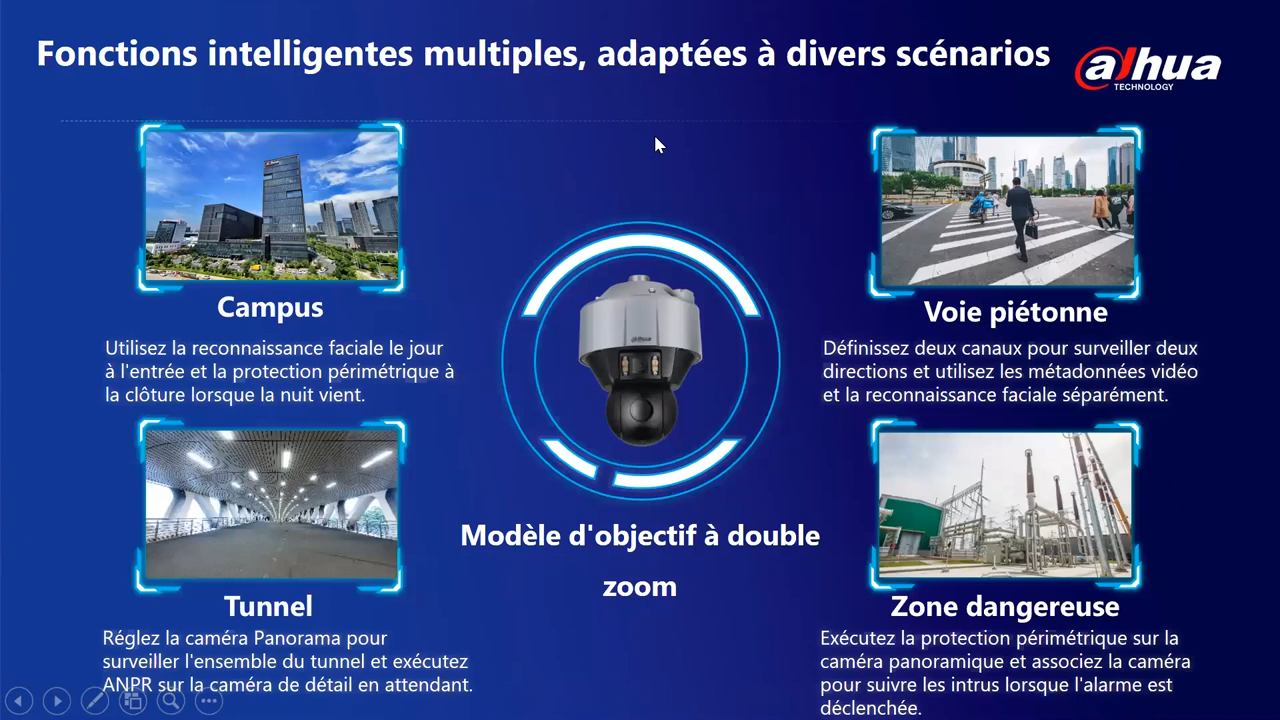 Fonctions intelligentes multiples, adaptées à divers scénarios
alhua
TECHNOLOGY
Campus
Utilisez la reconnaissance faciale le jour
à l'entrée et la protection périmétrique à
la clôture lorsque la nuit vient.
Voie piétonne
Définissez deux canaux pour surveiller deux
directions et utilisez les métadonnées vidéo
et la reconnaissance faciale séparément.
Modèle d'objectif à double
zoom
Tunnel
Réglez la caméra Panorama pour
surveiller l'ensemble du tunnel et exécutez
ANPR sur la caméra de détail en attendant.
Zone dangereuse
Exécutez la protection périmétrique sur la
caméra panoramique et associez la caméra
pour suivre les intrus lorsque l'alarme est
déclenchée.